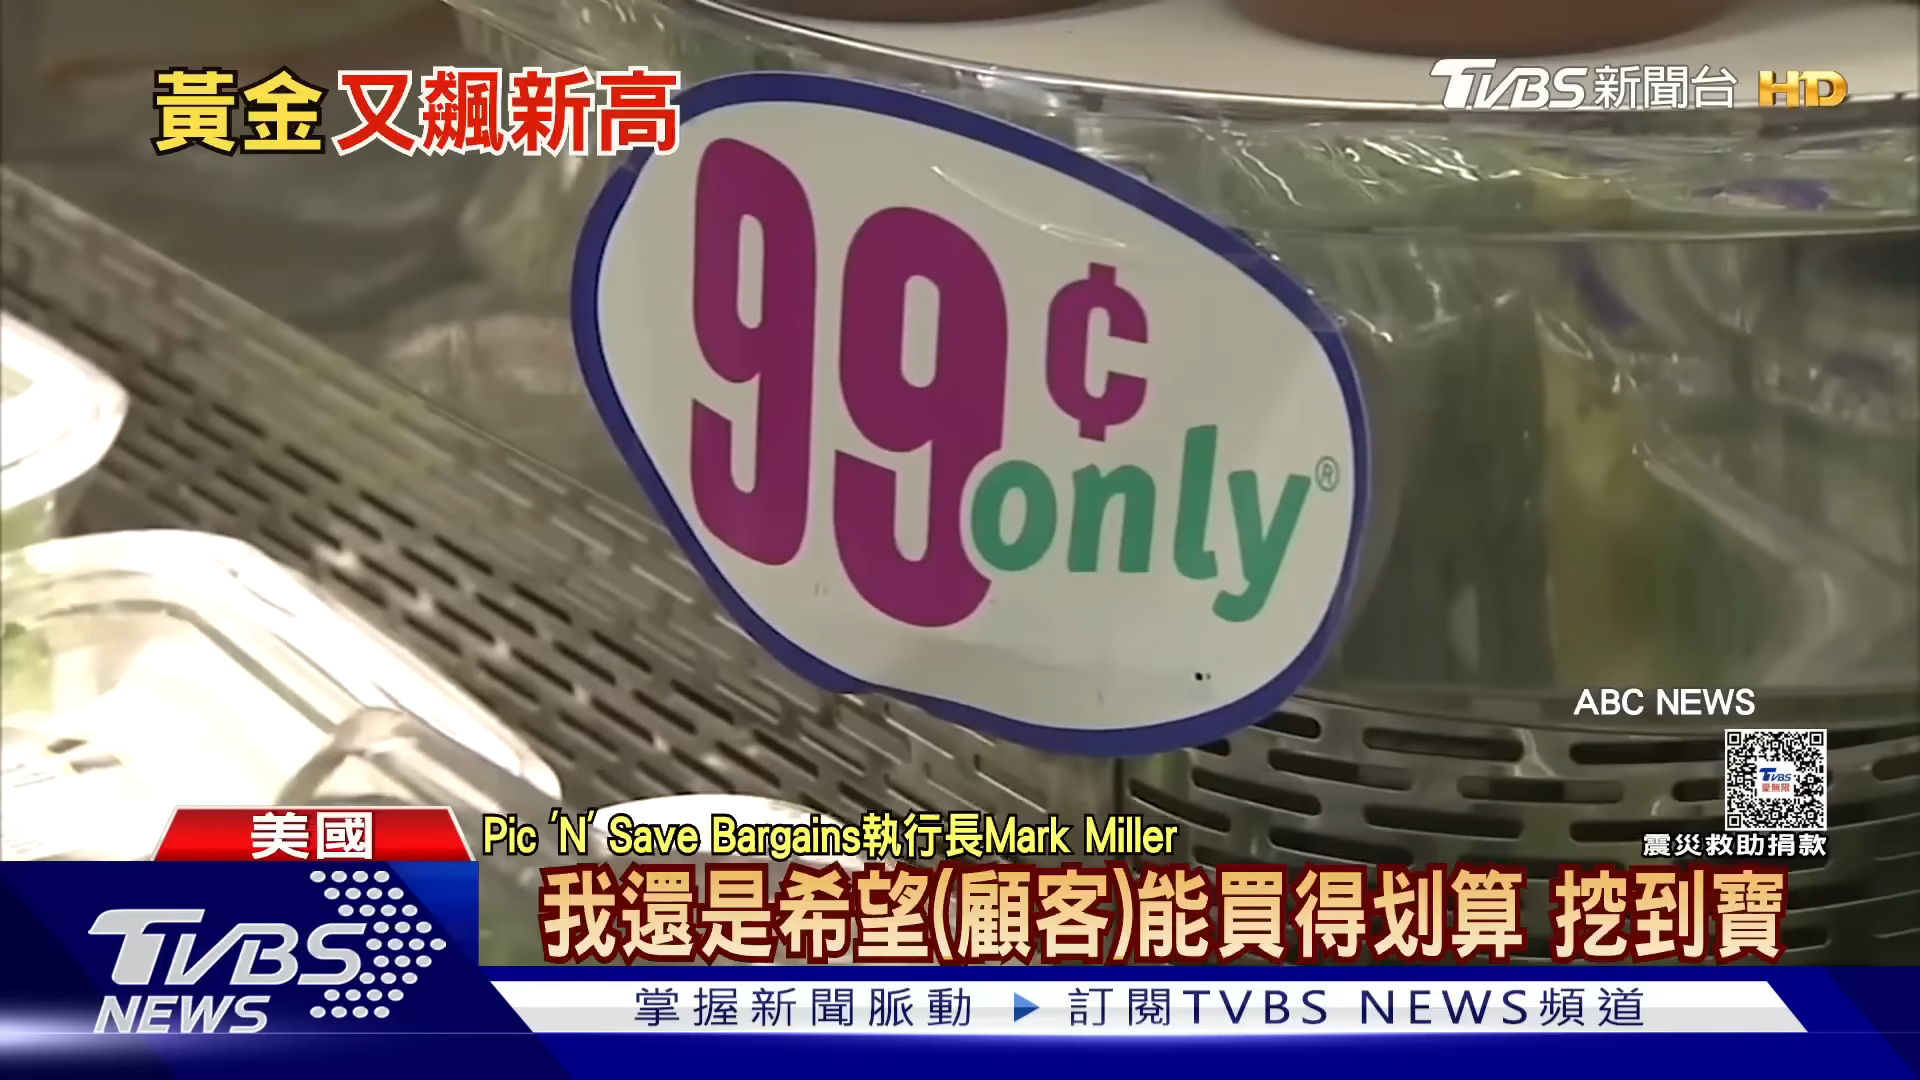 黃金又飆新高
TVBS新聞台 HD
99¢
only®
ABC NEWS
TVBS
愛無限
震災救助捐款
美國
Pic 'N' Save Bargains執行長Mark Miller
我還是希望(顧客)能買得划算 挖到寶
TVBS
NEWS
掌握新聞脈動 ▶ 訂閱TVBS NEWS頻道